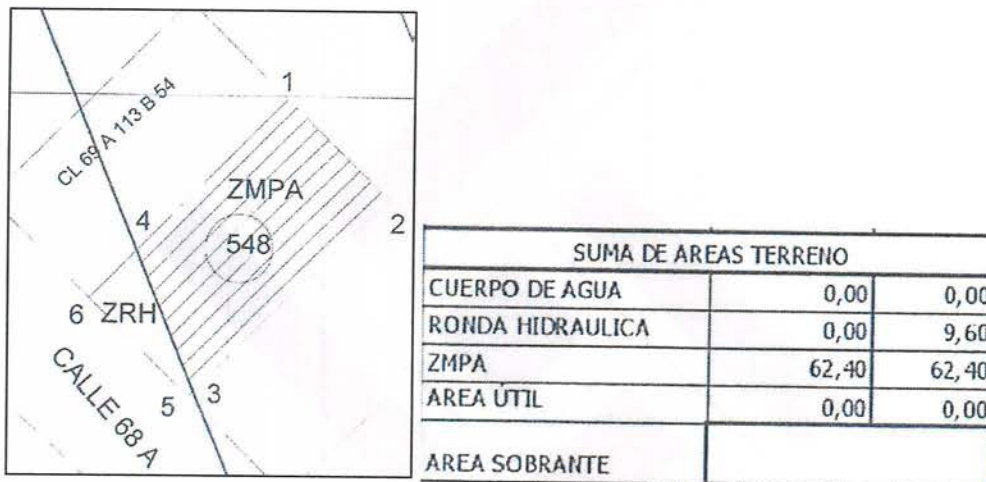 1
CL 69 A 113 B 54
ZMPA
2
4
548
6 ZRH
CALLE 68 A
5 3
SUMA DE AREAS TERRENO
CUERPO DE AGUA 0,00 0,00
RONDA HIDRAULICA 0,00 9,60
ZMPA 62,40 62,40
AREA ÚTIL 0,00 0,00
AREA SOBRANTE